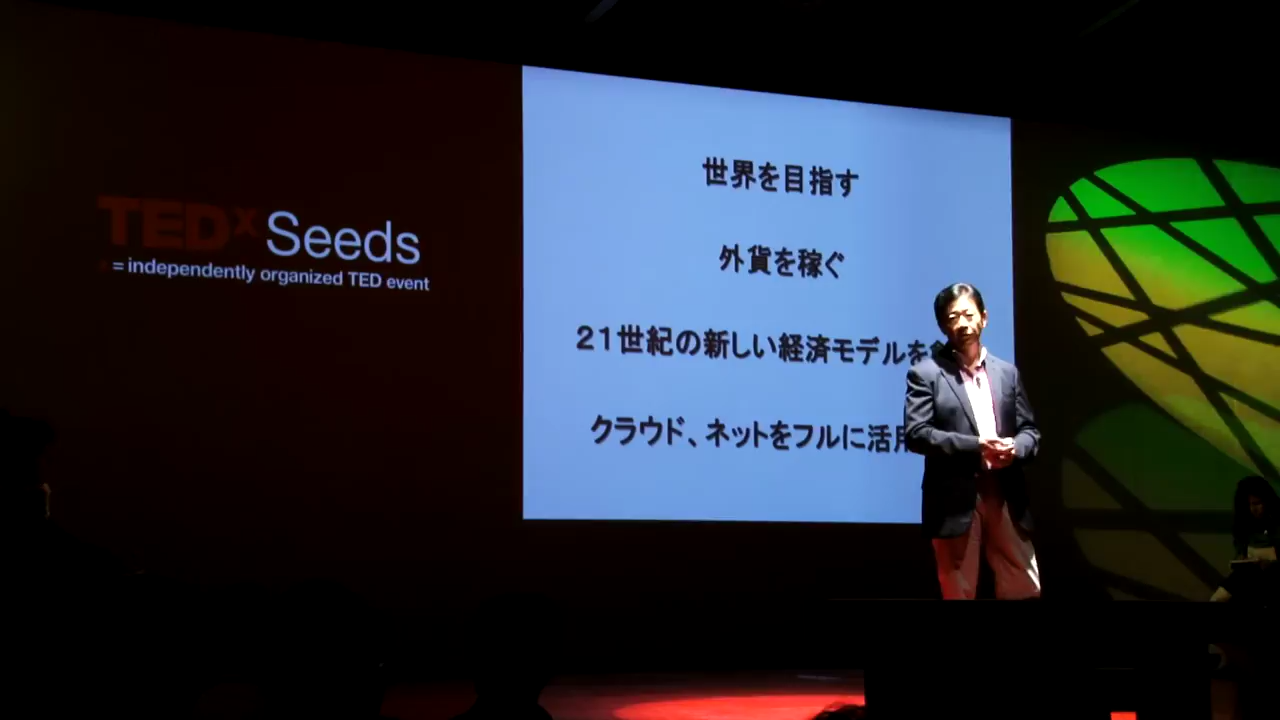 TEDx Seeds
= independently organized TED event
世界を目指す
外貨を稼ぐ
21世紀の新しい経済モデルを
クラウド、ネットをフルに活用